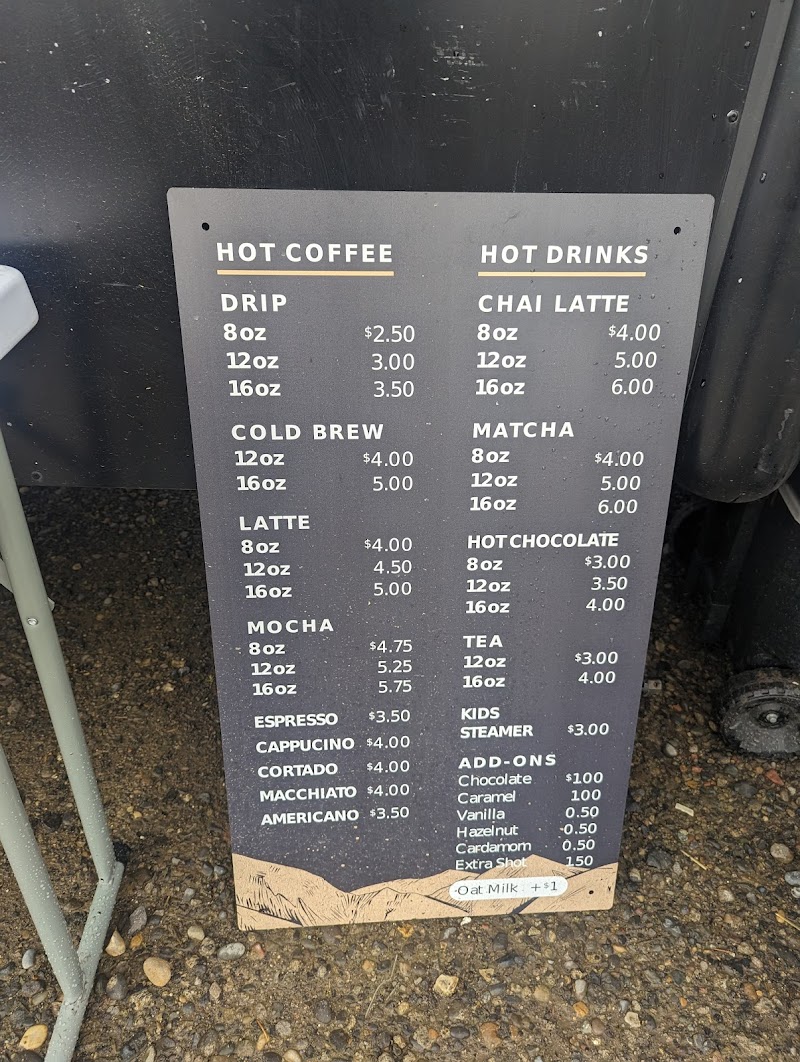 HOT COFFEE
DRIP
8oz $2.50
12oz 3.00
16oz 3.50
COLD BREW
12oz $4.00
16oz 5.00
LATTE
8oz $4.00
12oz 4.50
16oz 5.00
MOCHA
8oz $4.75
12oz 5.25
16oz 5.75
ESPRESSO $3.50
CAPPUCINO $4.00
CORTADO $4.00
MACCHIATO $4.00
AMERICANO $3.50
HOT DRINKS
CHAI LATTE
8oz $4.00
12oz 5.00
16oz 6.00
MATCHA
8oz $4.00
12oz 5.00
16oz 6.00
HOT CHOCOLATE
8oz $3.00
12oz 3.50
16oz 4.00
TEA
12oz $3.00
16oz 4.00
KIDS
STEAMER $3.00
ADD-ONS
Chocolate $100
Caramel 100
Vanilla 0.50
Hazelnut 0.50
Cardamom 0.50
Extra Shot 150
Oat Milk : +$1